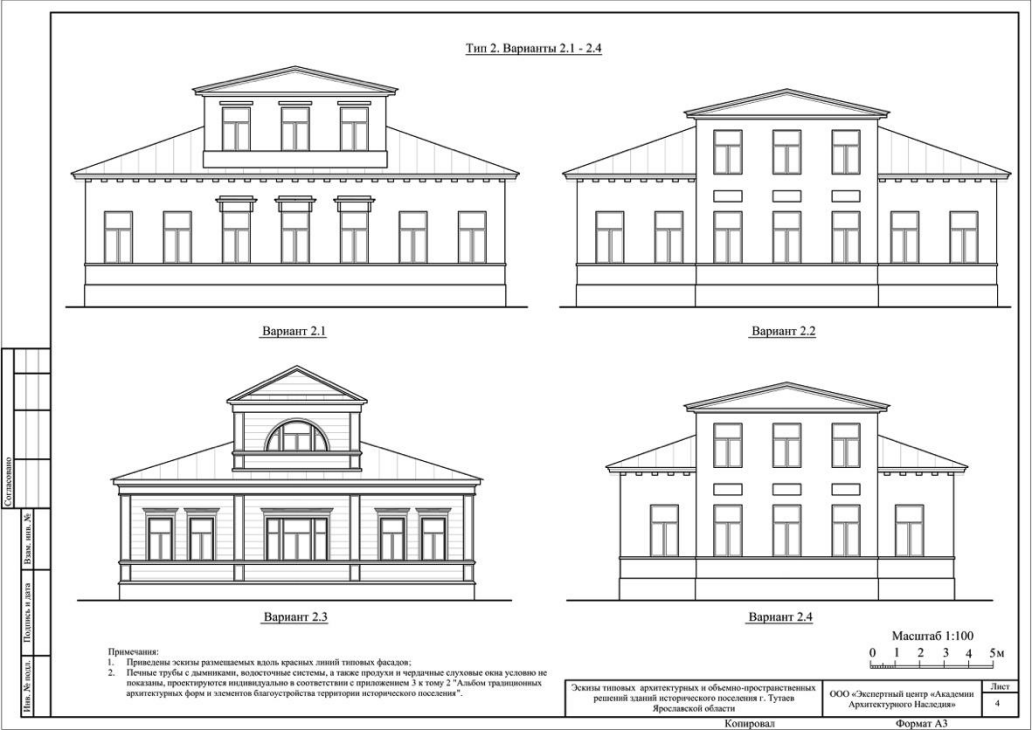 Тип 2. Варианты 2.1 - 2.4
Вариант 2.1
Вариант 2.2
Вариант 2.3
Вариант 2.4
Примечания:
1. Приведены эскизы размещаемых вдоль красных линий типовых фасадов;
2. Печные трубы с дымниками, водосточные системы, а также продухи и чердачные слуховые окна условно не
показаны, проектируются индивидуально в соответствии с приложением 3 к тому 2 "Альбом традиционных
архитектурных форм и элементов благоустройства территории исторического поселения".
Масштаб 1:100
0 1 2 3 4 5м
Эскизы типовых архитектурных и объемно-пространственных
решений зданий исторического поселения г. Тутаев
Ярославской области
ООО «Экспертный центр «Академии
Архитектурного Наследия»
Лист
4
Копировал
Формат А3
Согласовано
Взам. инв. №
Подпись и дата
Инв. № подл.